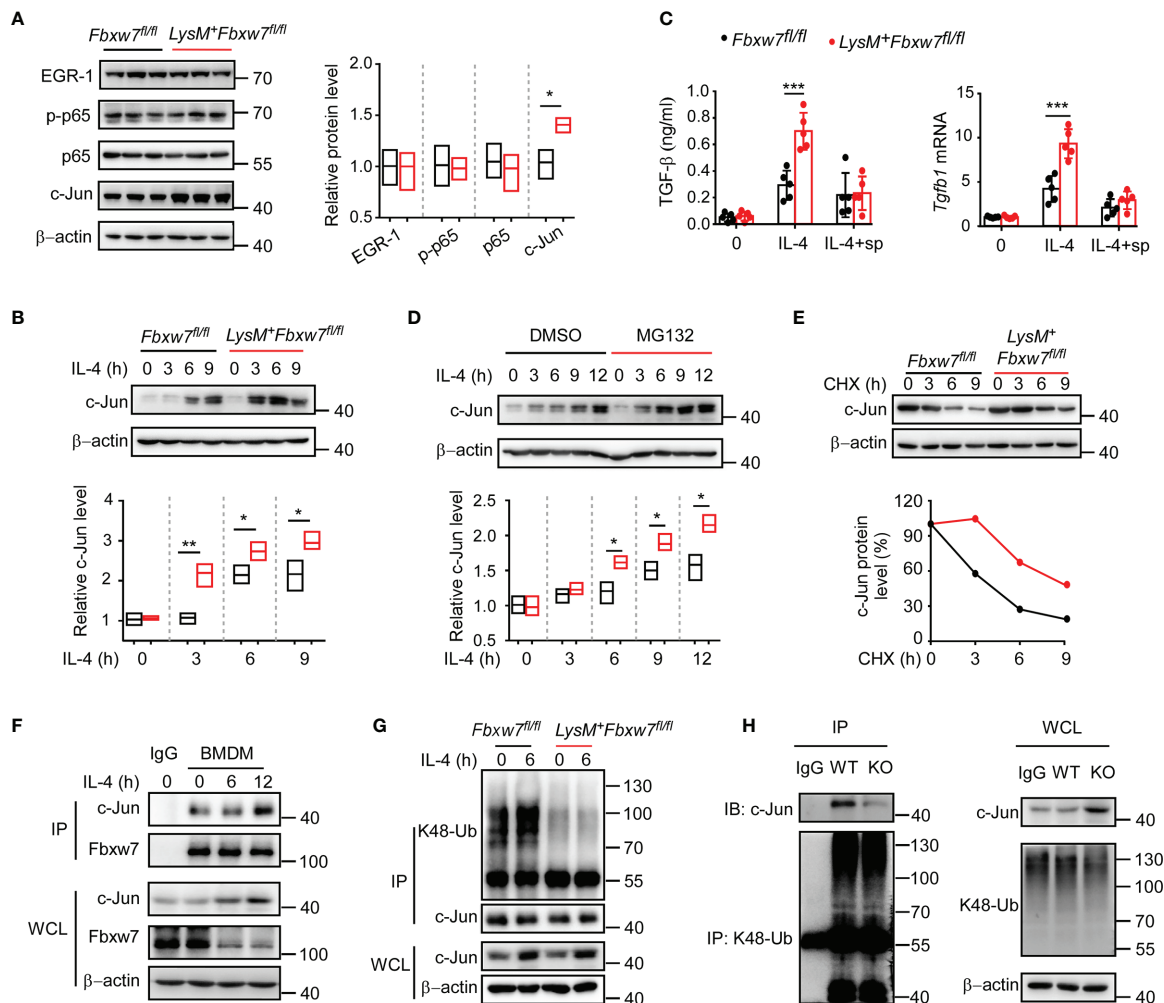 A
Fbxw7fl/fl LysM+Fbxw7fl/fl
EGR-1 70
p-p65 70
p65 55
c-Jun 40
β−actin 40
Relative protein level
2.0
1.5
1.0
0.5
*
EGR-1 p-p65 p65 c-Jun
C
Fbxw7fl/fl LysM+Fbxw7fl/fl
TGF-β (ng/ml)
1.0
0.8
0.6
0.4
0.2
0
***
0 IL-4 IL-4+sp
Tgfb1 mRNA
15
10
5
0
***
0 IL-4 IL-4+sp
B
Fbxw7fl/fl LysM+Fbxw7fl/fl
IL-4 (h) 0 3 6 9 0 3 6 9
c-Jun 40
β−actin 40
Relative c-Jun level
4
3
2
1
** * *
IL-4 (h) 0 3 6 9
D
DMSO MG132
IL-4 (h) 0 3 6 9 12 0 3 6 9 12
c-Jun 40
β−actin 40
Relative c-Jun level
2.5
2.0
1.5
1.0
0.5
* * *
IL-4 (h) 0 3 6 9 12
E
LysM+
Fbxw7fl/fl Fbxw7fl/fl
CHX (h) 0 3 6 9 0 3 6 9
c-Jun 40
β−actin 40
c-Jun protein
level (%)
120
90
60
30
0
CHX (h) 0 3 6 9
F
IgG BMDM
IL-4 (h) 0 0 6 12
IP
c-Jun 40
Fbxw7 100
WCL
c-Jun 40
Fbxw7 100
β−actin 40
G
Fbxw7fl/fl LysM+Fbxw7fl/fl
IL-4 (h) 0 6 0 6
IP
K48-Ub
130
100
70
55
c-Jun 40
WCL
c-Jun 40
β−actin 40
H
IP
IgG WT KO
IB: c-Jun 40
IP: K48-Ub
130
100
70
55
40
WCL
IgG WT KO
c-Jun 40
K48-Ub
130
100
70
55
β−actin 40